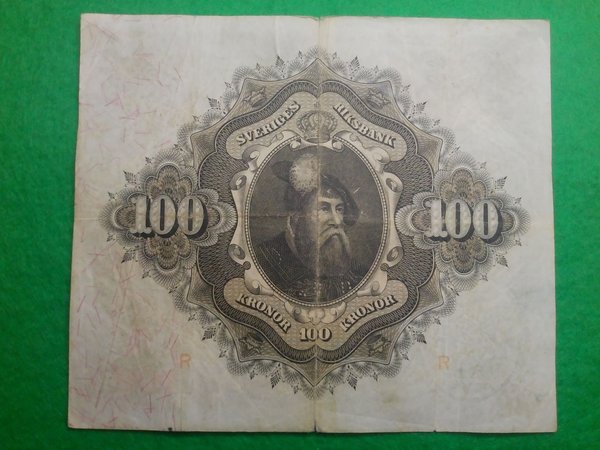 SVERIGES RIKSBANK
100 100
KRONOR 100 KRONOR
R R